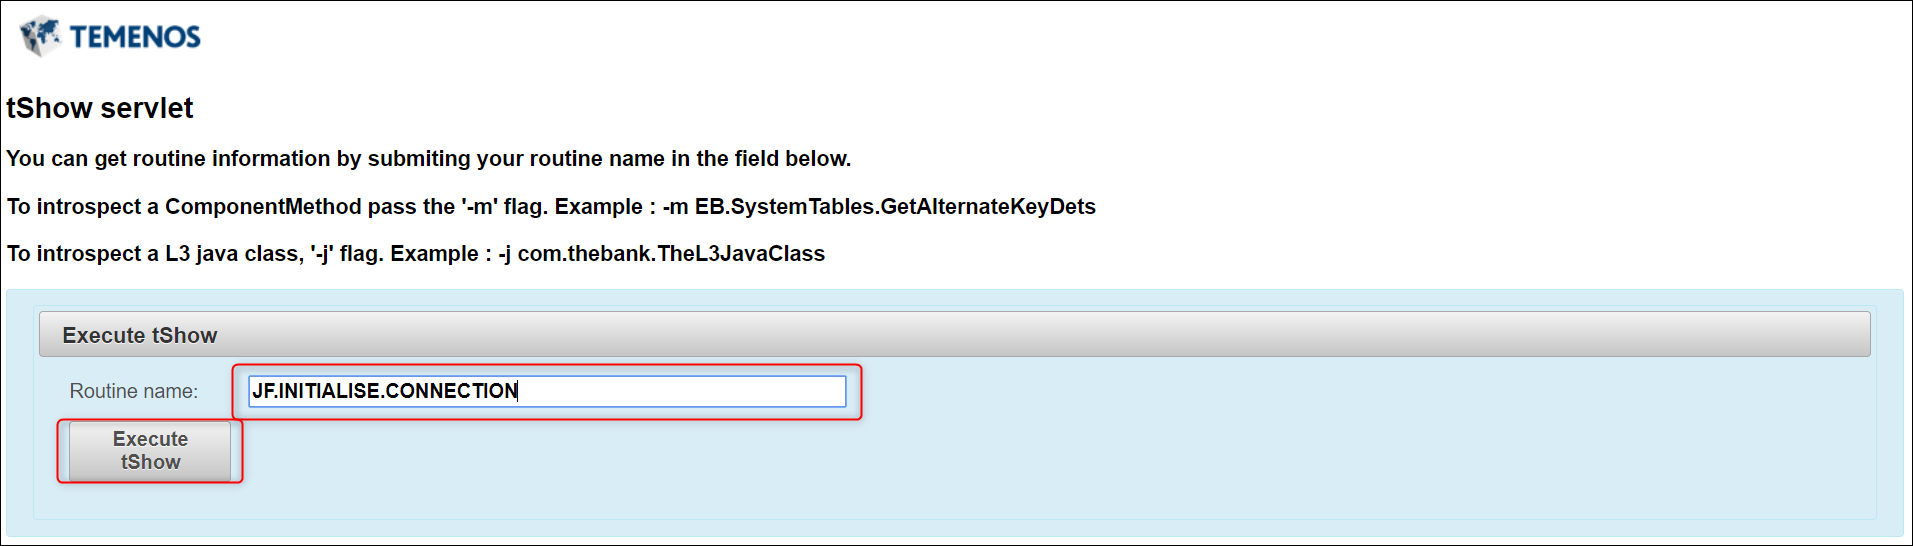 TEMENOS
tShow servlet
You can get routine information by submiting your routine name in the field below.
To introspect a ComponentMethod pass the '-m' flag. Example : -m EB.SystemTables.GetAlternateKeyDets
To introspect a L3 java class, '-j' flag. Example : -j com.thebank.TheL3JavaClass
Execute tShow
Routine name: JF.INITIALISE.CONNECTION
Execute
tShow